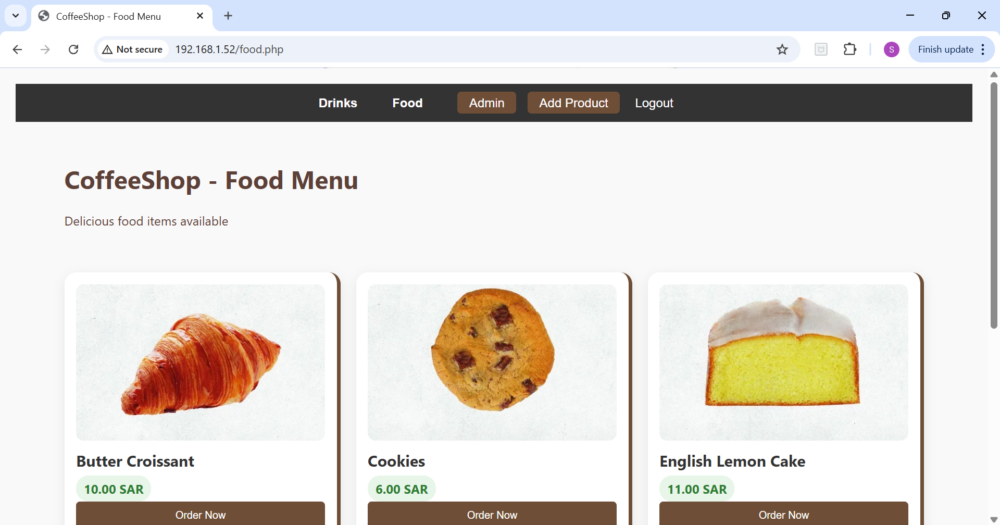 CoffeeShop - Food Menu
Not secure
192.168.1.52/food.php
S
Finish update
Drinks
Food
Admin
Add Product
Logout
CoffeeShop - Food Menu
Delicious food items available
Butter Croissant
10.00 SAR
Order Now
Cookies
6.00 SAR
Order Now
English Lemon Cake
11.00 SAR
Order Now